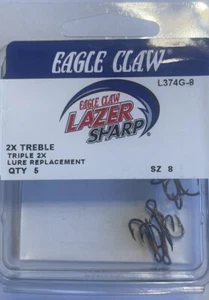 EAGLE CLAW
L374G-8
EAGLE CLAW
LAZER
SHARP
2X TREBLE
TRIPLE 2X
LURE REPLACEMENT
QTY 5 SZ 8